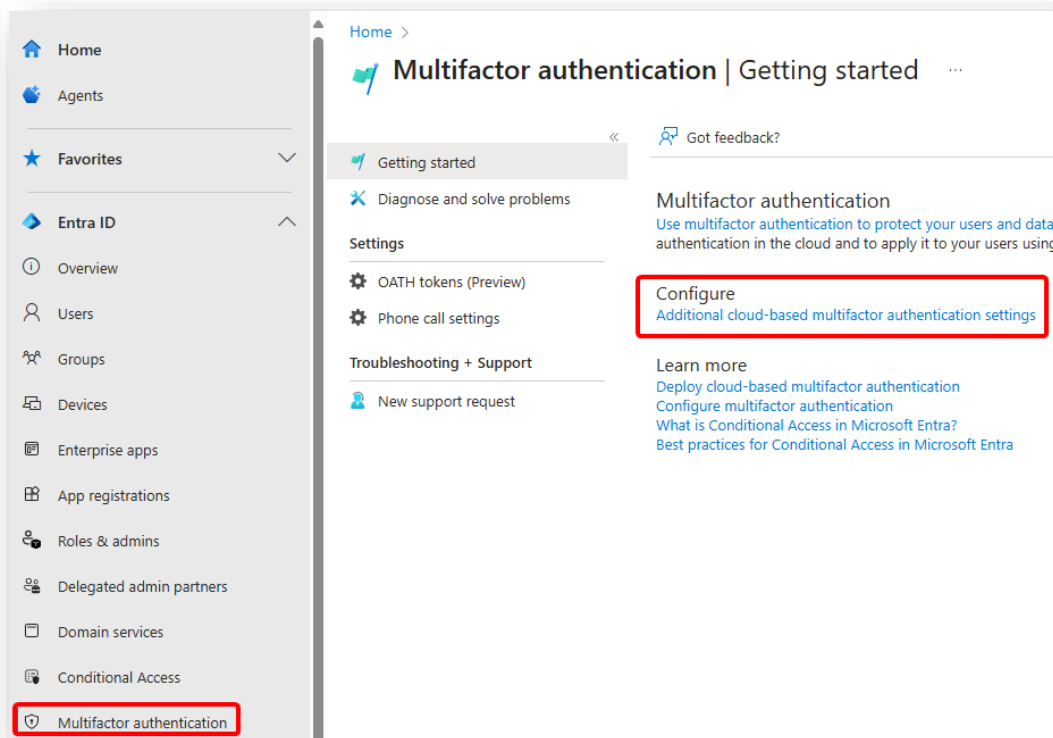 Home
Agents
Favorites
Entra ID
Overview
Users
Groups
Devices
Enterprise apps
App registrations
Roles & admins
Delegated admin partners
Domain services
Conditional Access
Multifactor authentication
Home >
Multifactor authentication | Getting started ...
«
Getting started
Diagnose and solve problems
Settings
OATH tokens (Preview)
Phone call settings
Troubleshooting + Support
New support request
Got feedback?
Multifactor authentication
Use multifactor authentication to protect your users and data
authentication in the cloud and to apply it to your users using
Configure
Additional cloud-based multifactor authentication settings
Learn more
Deploy cloud-based multifactor authentication
Configure multifactor authentication
What is Conditional Access in Microsoft Entra?
Best practices for Conditional Access in Microsoft Entra